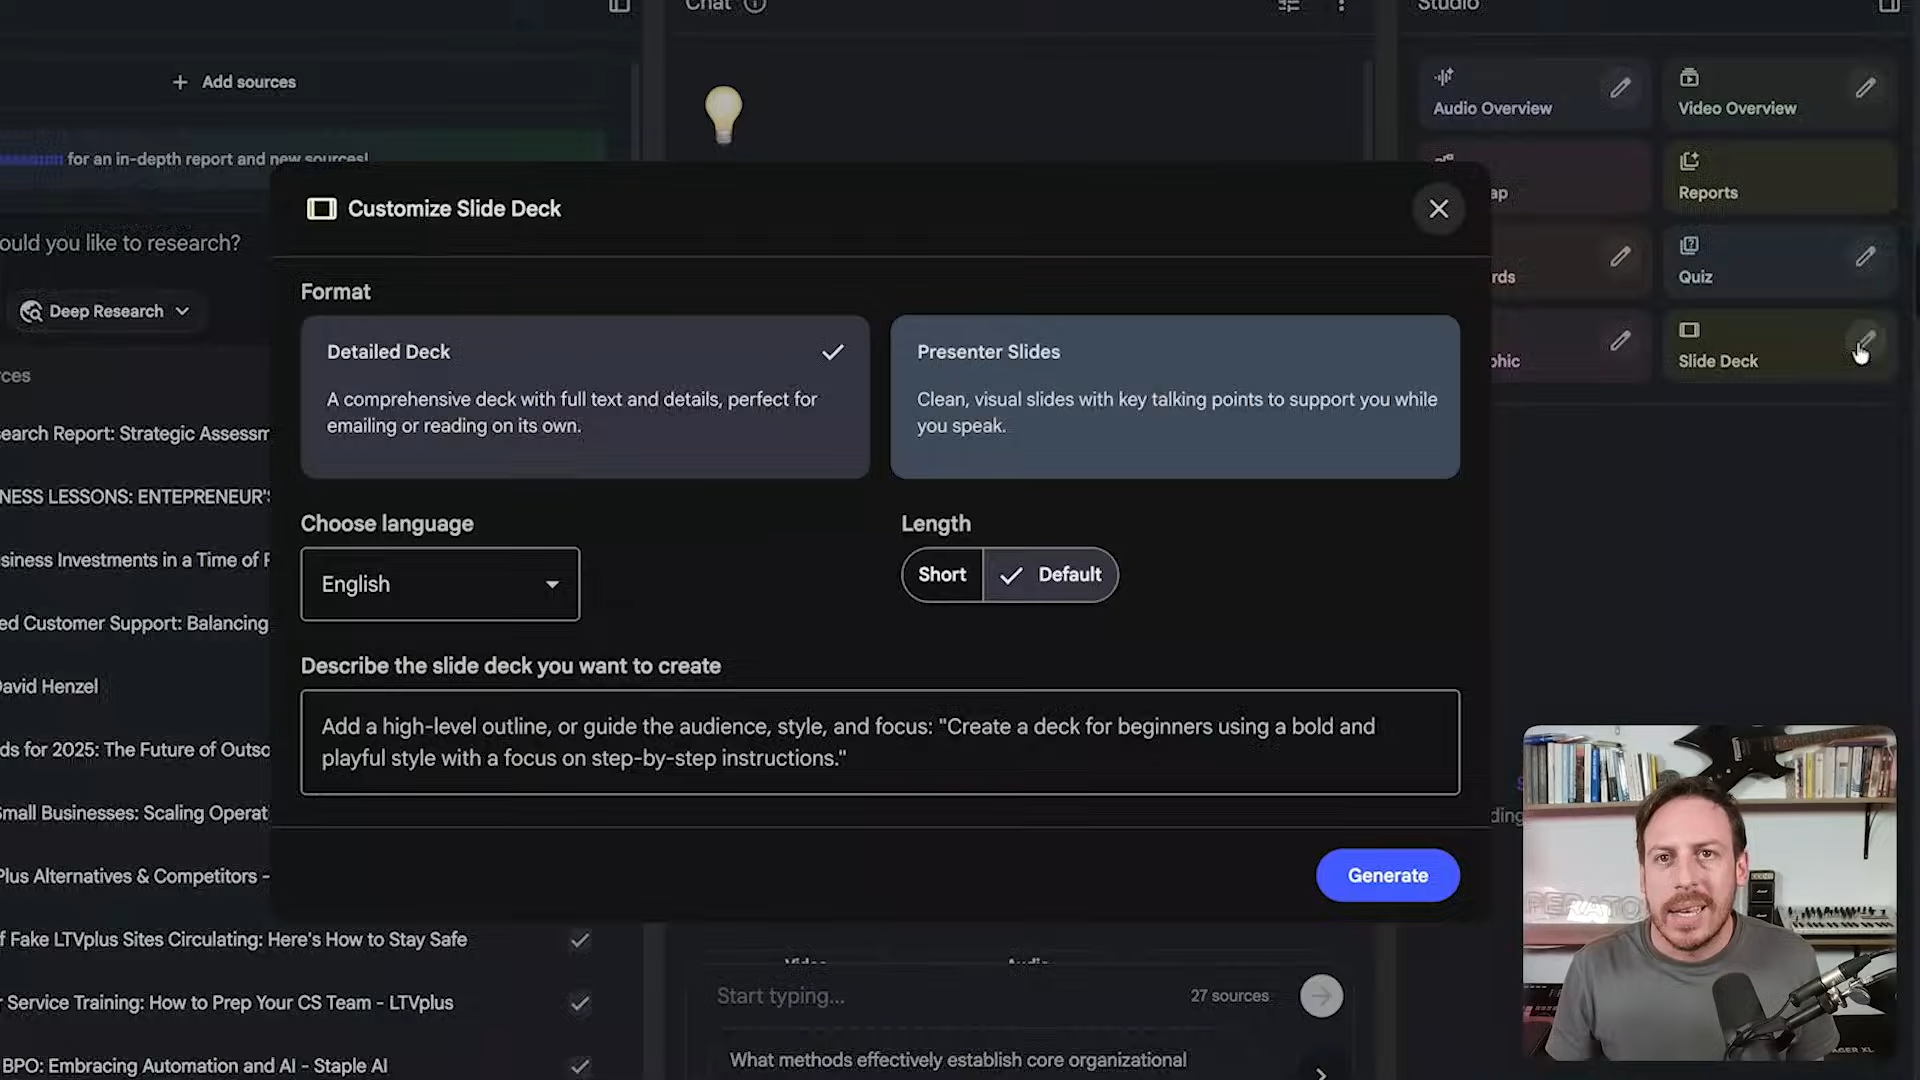 Chat
Studio
Add sources
Audio Overview
Video Overview
for an in-depth report and new sources!
Reports
ould you like to research?
Deep Research
Quiz
rds
phic
Slide Deck
rces
Customize Slide Deck
Format
Detailed Deck
A comprehensive deck with full text and details, perfect for
emailing or reading on its own.
Presenter Slides
Clean, visual slides with key talking points to support you while
you speak.
Choose language
English
Length
Short
Default
Describe the slide deck you want to create
Add a high-level outline, or guide the audience, style, and focus: "Create a deck for beginners using a bold and
playful style with a focus on step-by-step instructions."
Generate
search Report: Strategic Assessm
NESS LESSONS: ENTEPRENEUR'S
siness Investments in a Time of R
ed Customer Support: Balancing
David Henzel
ds for 2025: The Future of Outso
Small Businesses: Scaling Operat
Plus Alternatives & Competitors -
f Fake LTVplus Sites Circulating: Here's How to Stay Safe
r Service Training: How to Prep Your CS Team - LTVplus
BPO: Embracing Automation and AI - Staple AI
Start typing...
27 sources
What methods effectively establish core organizational
ap
ding
PERATO